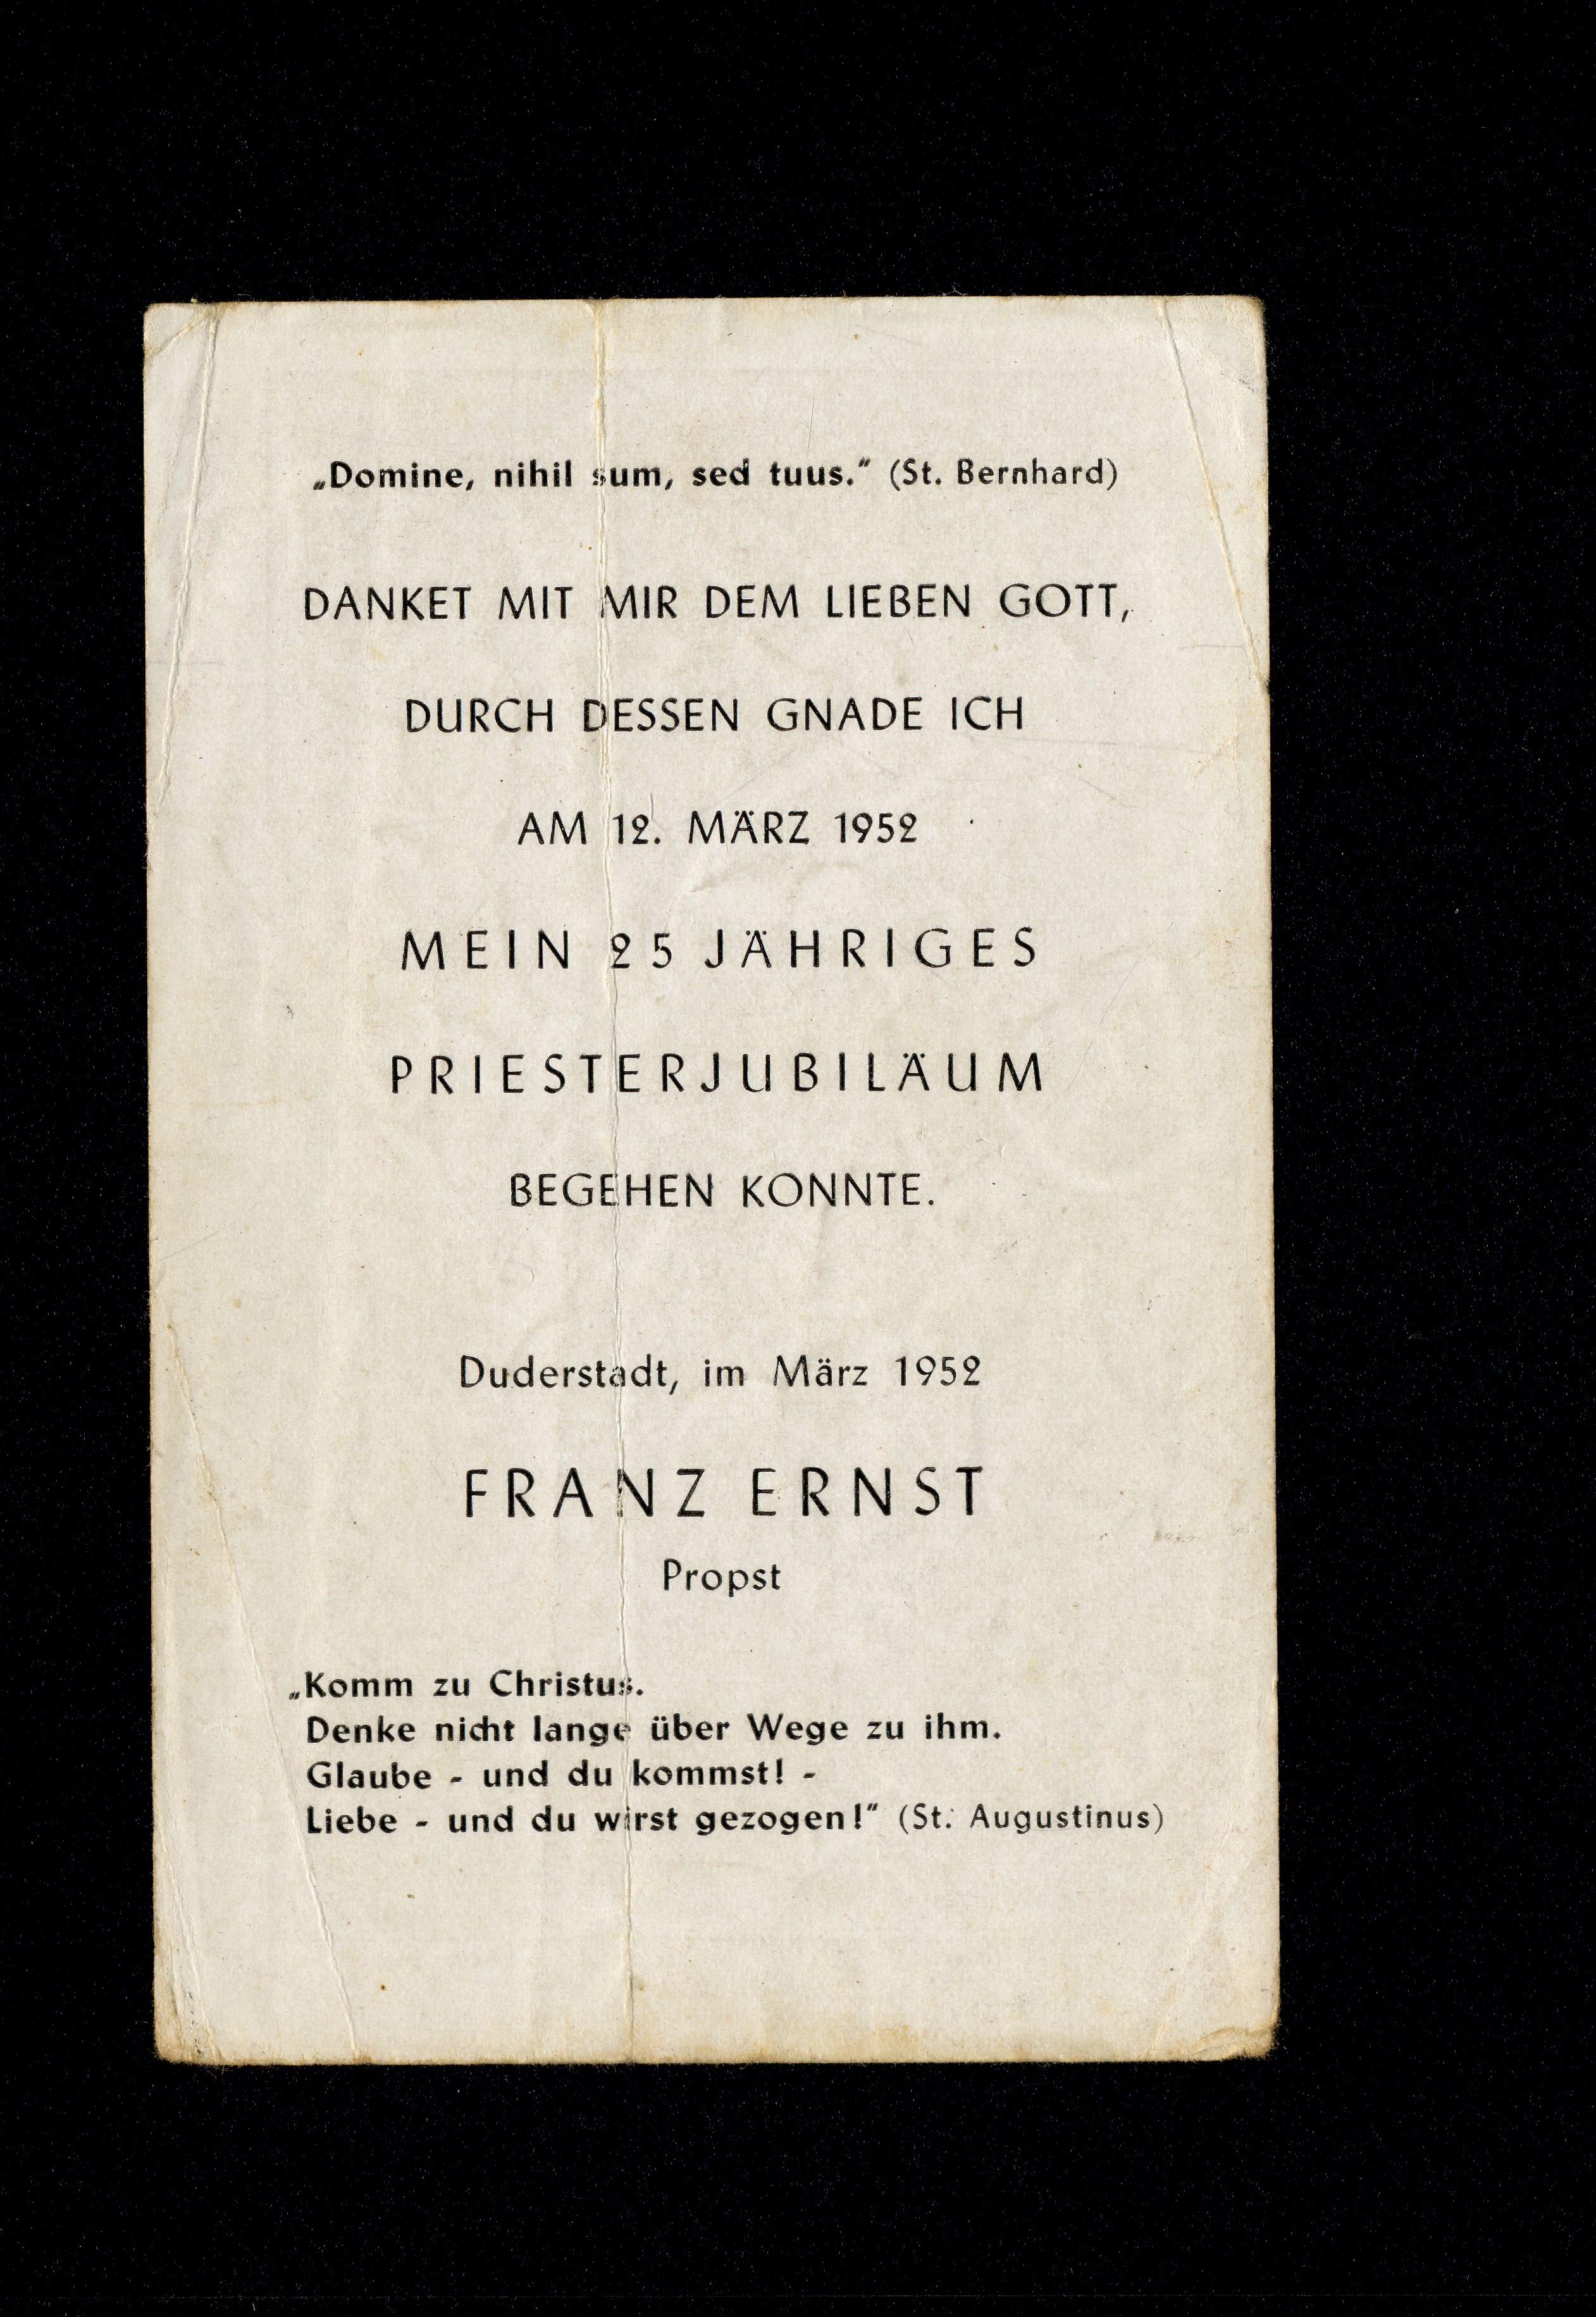 „Domine, nihil sum, sed tuus.“ (St. Bernhard)
DANKET MIT MIR DEM LIEBEN GOTT,
DURCH DESSEN GNADE ICH
AM 12. MÄRZ 1952
MEIN 25 JÄHRIGES
PRIESTERJUBILÄUM
BEGEHEN KONNTE.
Duderstadt, im März 1952
FRANZ ERNST
Propst
„Komm zu Christus.
Denke nicht lange über Wege zu ihm.
Glaube - und du kommst! -
Liebe - und du wirst gezogen!“ (St. Augustinus)